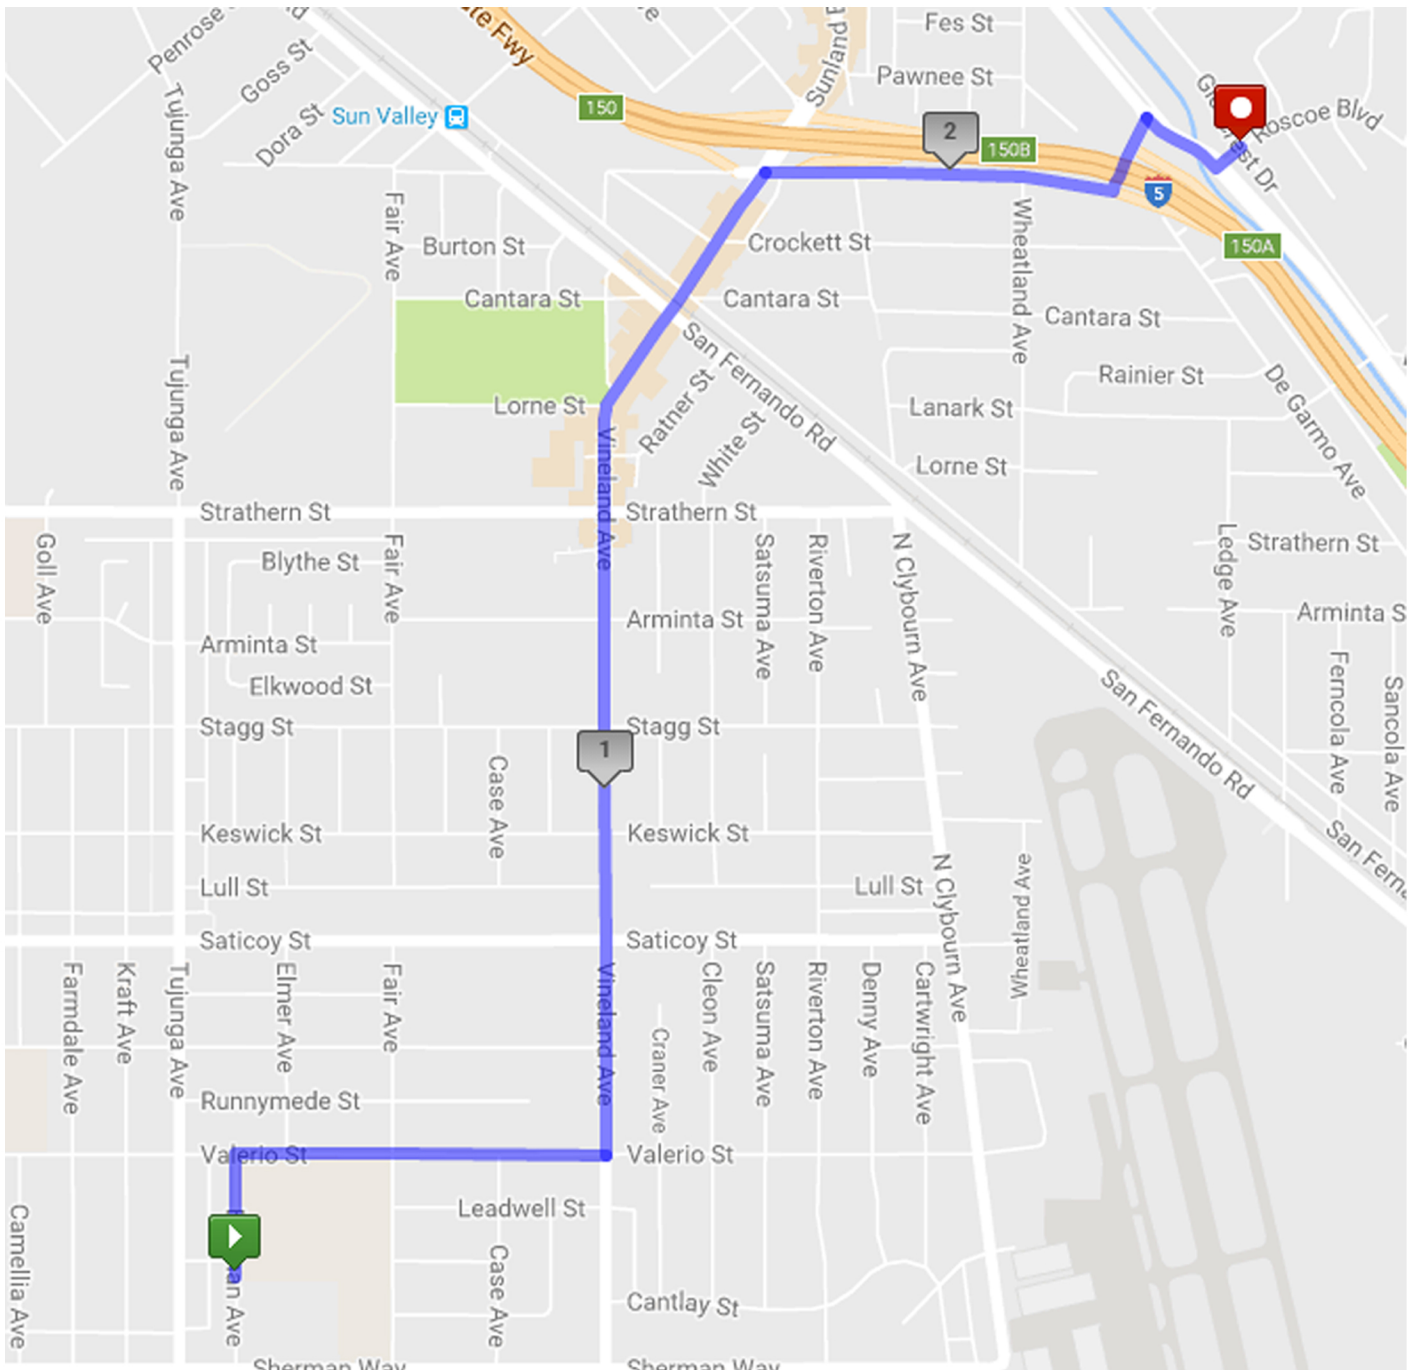 Fes St
Penrose
Goss St
ate Fwy
Sunland
Pawnee St
Tujunga Ave
Sun Valley
150
2
150B
Roscoe Blvd
Dora St
5
Fair Ave
Burton St
Crockett St
Wheatland Ave
150A
Cantara St
Cantara St
Cantara St
San Fernando Rd
Tujunga Ave
Rainier St
De Garmo Ave
Lorne St
Ratner St
White St
Lanark St
Vineland Ave
Lorne St
Strathern St
Strathern St
Goll Ave
Fair Ave
Satsuma Ave
Riverton Ave
N Clybourn Ave
Ledge Ave
Strathern St
Blythe St
Arminta St
Arminta S
Arminta St
Elkwood St
Ferncola Ave
Sancola Ave
San Fernando Rd
Stagg St
Stagg St
1
Case Ave
Keswick St
Keswick St
San Ferna
Lull St
Lull St
N Clybourn Ave
Wheatland Ave
Saticoy St
Saticoy St
Farmdale Ave
Kraft Ave
Tujunga Ave
Elmer Ave
Fair Ave
Vineland Ave
Craner Ave
Cleon Ave
Satsuma Ave
Riverton Ave
Denny Ave
Cartwright Ave
Runnymede St
Valerio St
Valerio St
Camellia Ave
Leadwell St
Case Ave
an Ave
Cantlay St
Sherman Way
Sherman Way